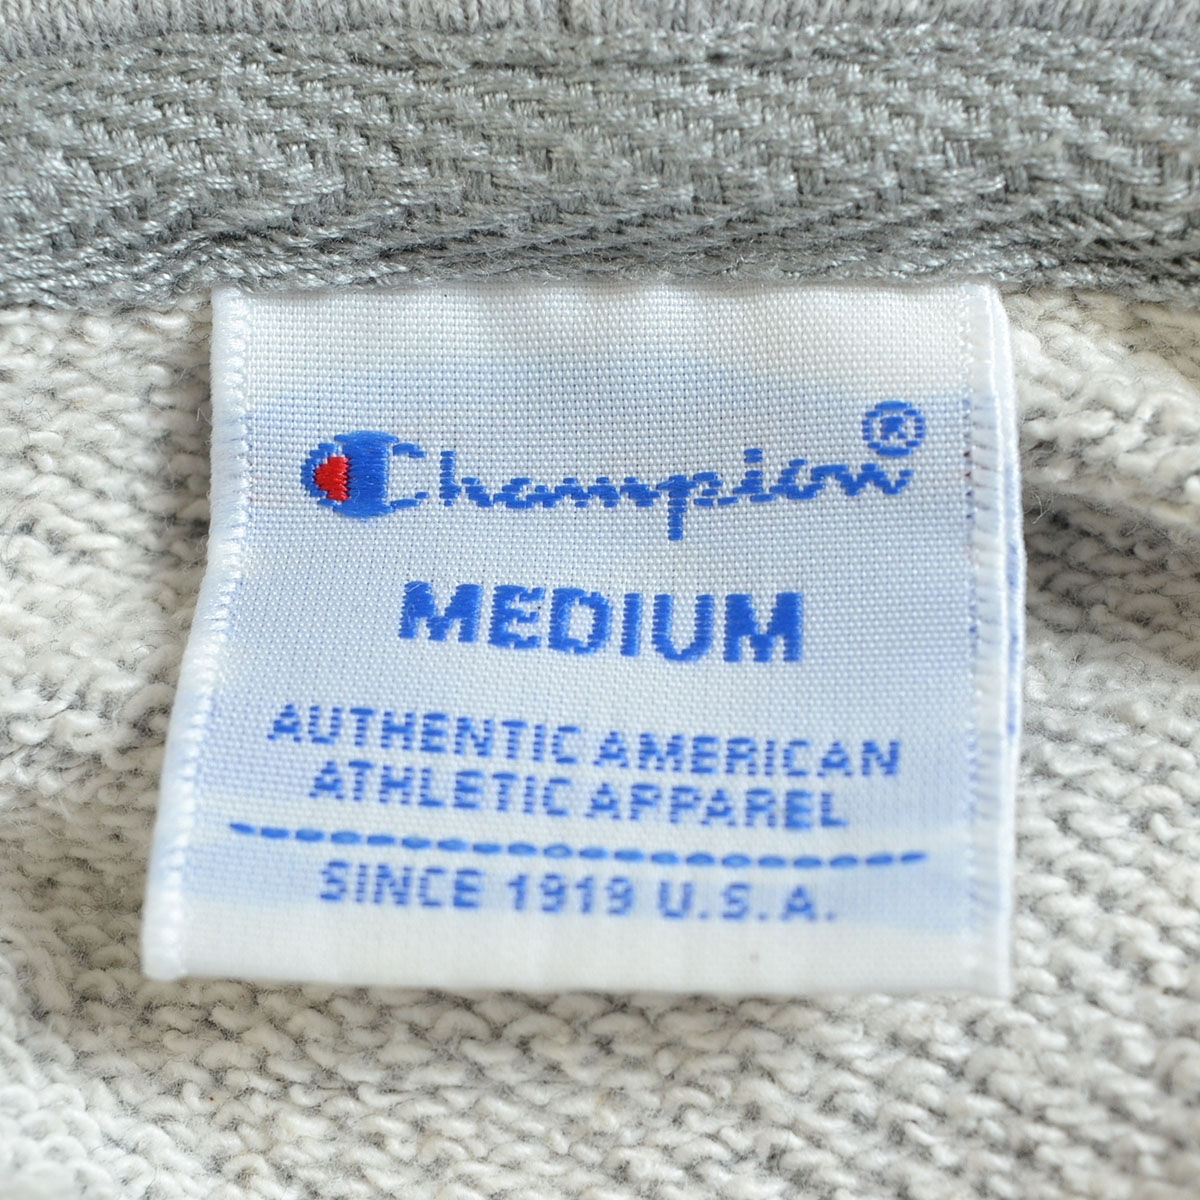 Champion®
MEDIUM
AUTHENTIC AMERICAN
ATHLETIC APPAREL
SINCE 1919 U.S.A.